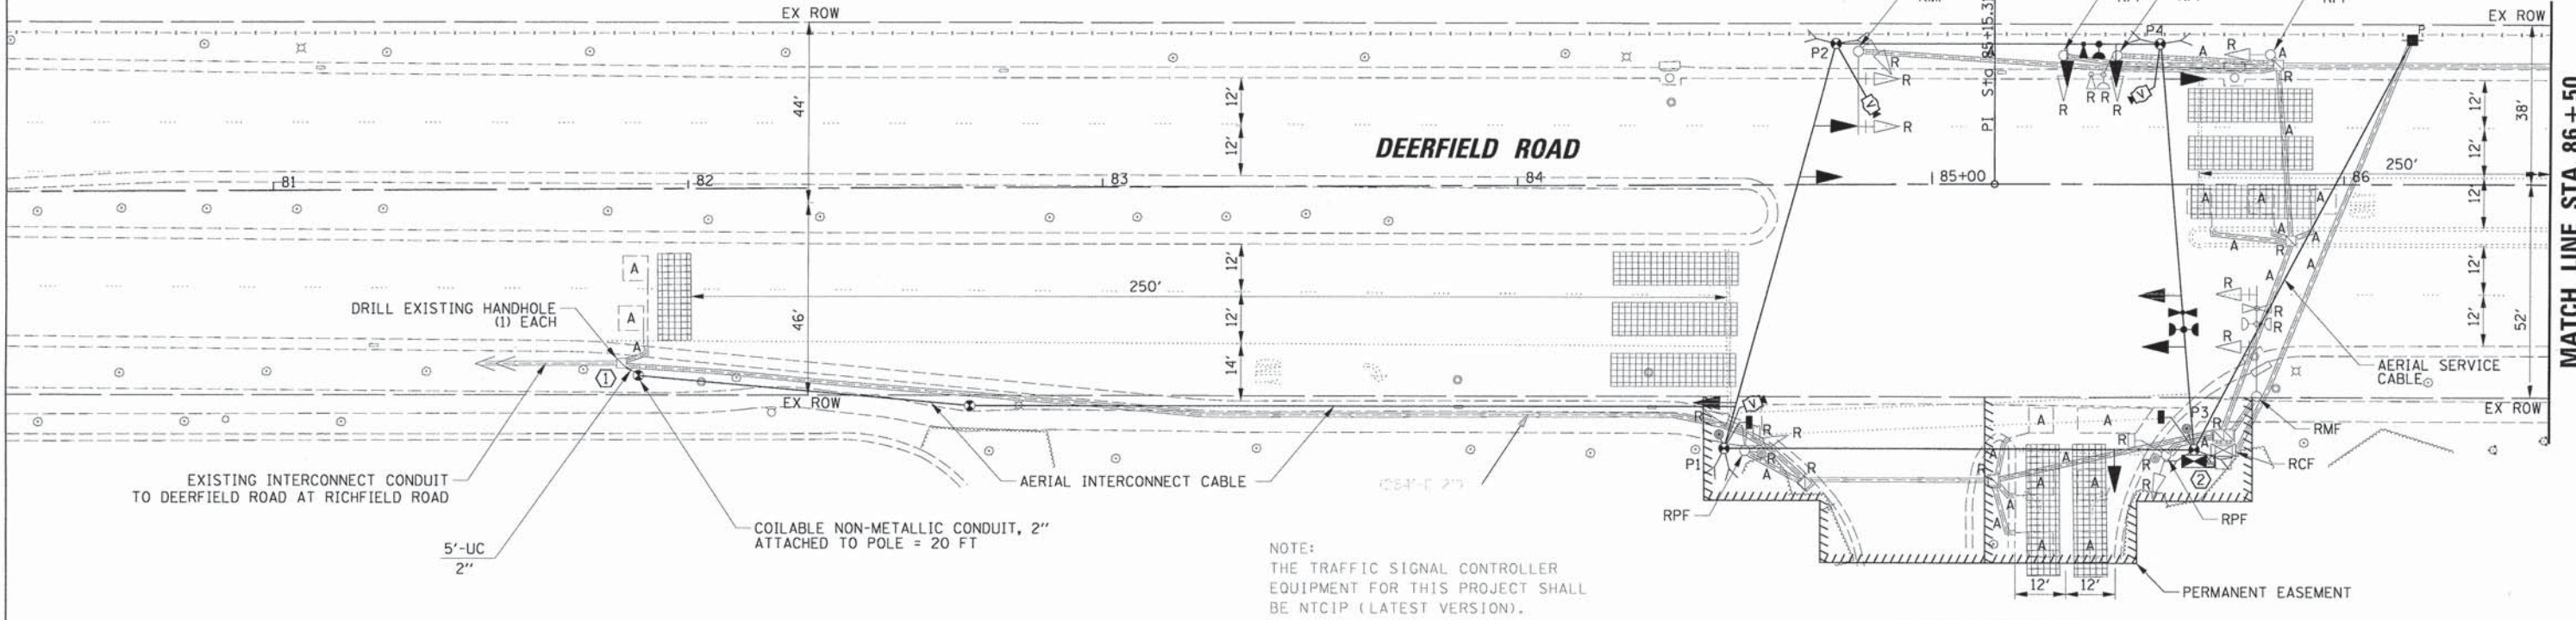 EX ROW
EX ROW
P2
P4
R
A
R
A
PI Sta 85+15.3
R
R
R
R
R
R
R
V
V
44'
12'
12'
DEERFIELD ROAD
12'
12'
38'
250'
81
82
83
84
85+00
86
MATCH LINE STA 86+50
A
A
A
A
A
A
A
R
A
A
A
12'
12'
12'
52'
A
A
A
250'
46'
12'
12'
14'
DRILL EXISTING HANDHOLE
(1) EACH
1
R
R
R
R
AERIAL SERVICE
CABLE
EX ROW
EX ROW
V
R
R
R
P1
P3
A
A
R
R
RMF
RCF
2
EXISTING INTERCONNECT CONDUIT
TO DEERFIELD ROAD AT RICHFIELD ROAD
AERIAL INTERCONNECT CABLE
RPF
RPF
COILABLE NON-METALLIC CONDUIT, 2"
ATTACHED TO POLE = 20 FT
5'-UC
2"
NOTE:
THE TRAFFIC SIGNAL CONTROLLER
EQUIPMENT FOR THIS PROJECT SHALL
BE NTCIP (LATEST VERSION).
A
A
A
A
12'
12'
PERMANENT EASEMENT